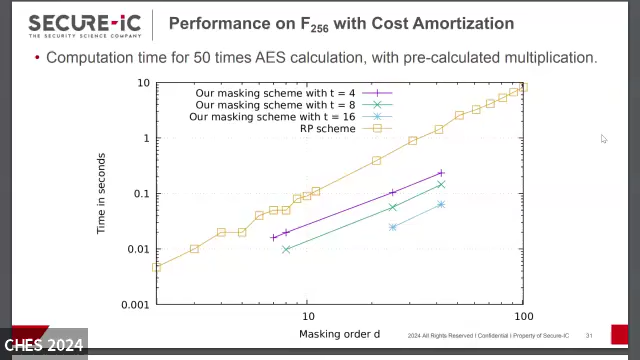 SECURE-IC
THE SECURITY SCIENCE COMPANY
Performance on F256 with Cost Amortization
• Computation time for 50 times AES calculation, with pre-calculated multiplication.
Our masking scheme with t = 4
Our masking scheme with t = 8
Our masking scheme with t = 16
RP scheme
10
1
0.1
0.01
0.001
Time in seconds
10
100
Masking order d
2024 All Rights Reserved I Confidential I Property of Secure-IC
31
CHES 2024